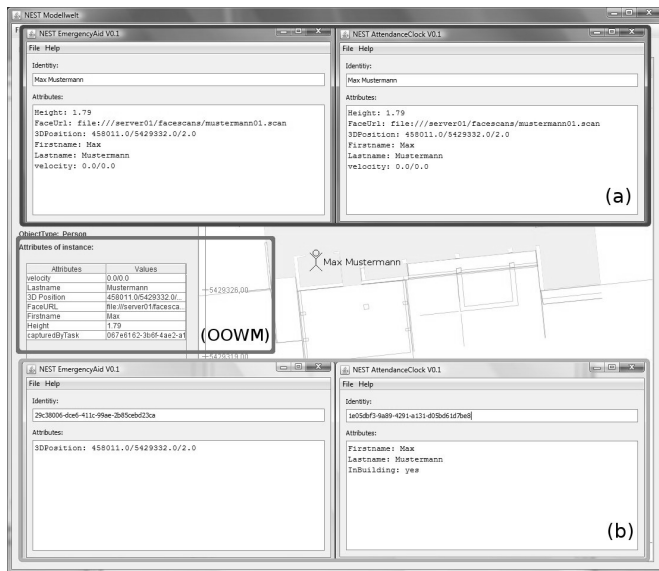 NEST Modellwelt
NEST EmergencyAid V0.1
File Help
Identitiy:
Max Mustermann
Attributes:
Height: 1.79
FaceUrl: file:///server01/facescans/mustermann01.scan
3DPosition: 458011.0/5429332.0/2.0
Firstname: Max
Lastname: Mustermann
velocity: 0.0/0.0
NEST AttendanceClock V0.1
File Help
Identitiy:
Max Mustermann
Attributes:
Height: 1.79
FaceUrl: file:///server01/facescans/mustermann01.scan
3DPosition: 458011.0/5429332.0/2.0
Firstname: Max
Lastname: Mustermann
velocity: 0.0/0.0
(a)
ObjectType: Person
Attributes of instance:
Attributes Values
velocity 0.0/0.0
Lastname Mustermann
3D Position 458011.0/5429332.0/...
FaceURL file:///server01/facesca...
Firstname Max
Height 1.79
capturedByTask 067e6162-3b6f-4ae2-a1
(OOWM)
Max Mustermann
5429326,00
5429319,00
NEST EmergencyAid V0.1
File Help
Identitiy:
29c38006-dce6-411c-99ae-2b85cebd23ca
Attributes:
3DPosition: 458011.0/5429332.0/2.0
NEST AttendanceClock V0.1
File Help
Identitiy:
1e05dbf3-9a89-4291-a131-d05bd61d7be8
Attributes:
Firstname: Max
Lastname: Mustermann
InBuilding: yes
(b)